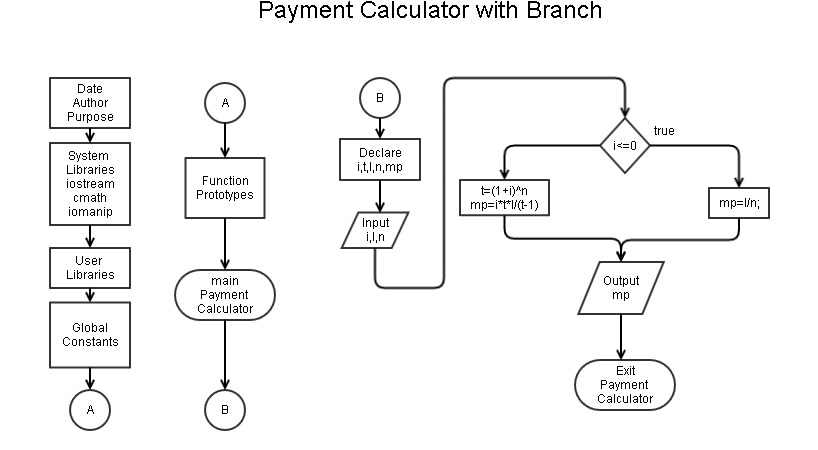 Payment Calculator with Branch
Date
Author
Purpose
System
Libraries
iostream
cmath
iomanip
User
Libraries
Global
Constants
A
A
Function
Prototypes
main
Payment
Calculator
B
B
Declare
i,t,l,n,mp
Input
i,l,n
i<=0
true
t=(1+i)^n
mp=i*t*l/(t-1)
mp=l/n;
Output
mp
Exit
Payment
Calculator